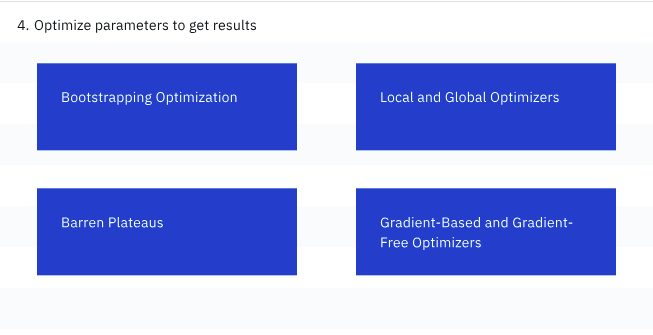 4. Optimize parameters to get results
Bootstrapping Optimization
Local and Global Optimizers
Barren Plateaus
Gradient-Based and Gradient-
Free Optimizers